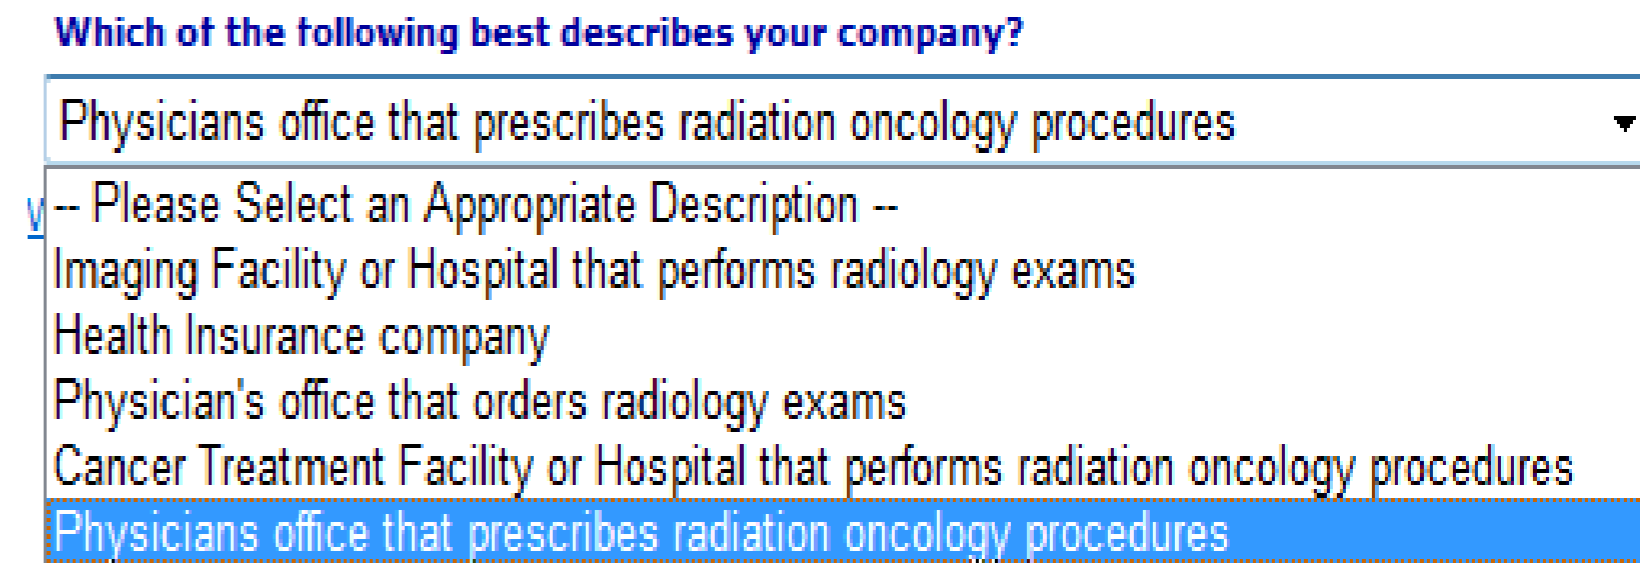 Which of the following best describes your company?
Physicians office that prescribes radiation oncology procedures
-- Please Select an Appropriate Description --
Imaging Facility or Hospital that performs radiology exams
Health Insurance company
Physician's office that orders radiology exams
Cancer Treatment Facility or Hospital that performs radiation oncology procedures
Physicians office that prescribes radiation oncology procedures